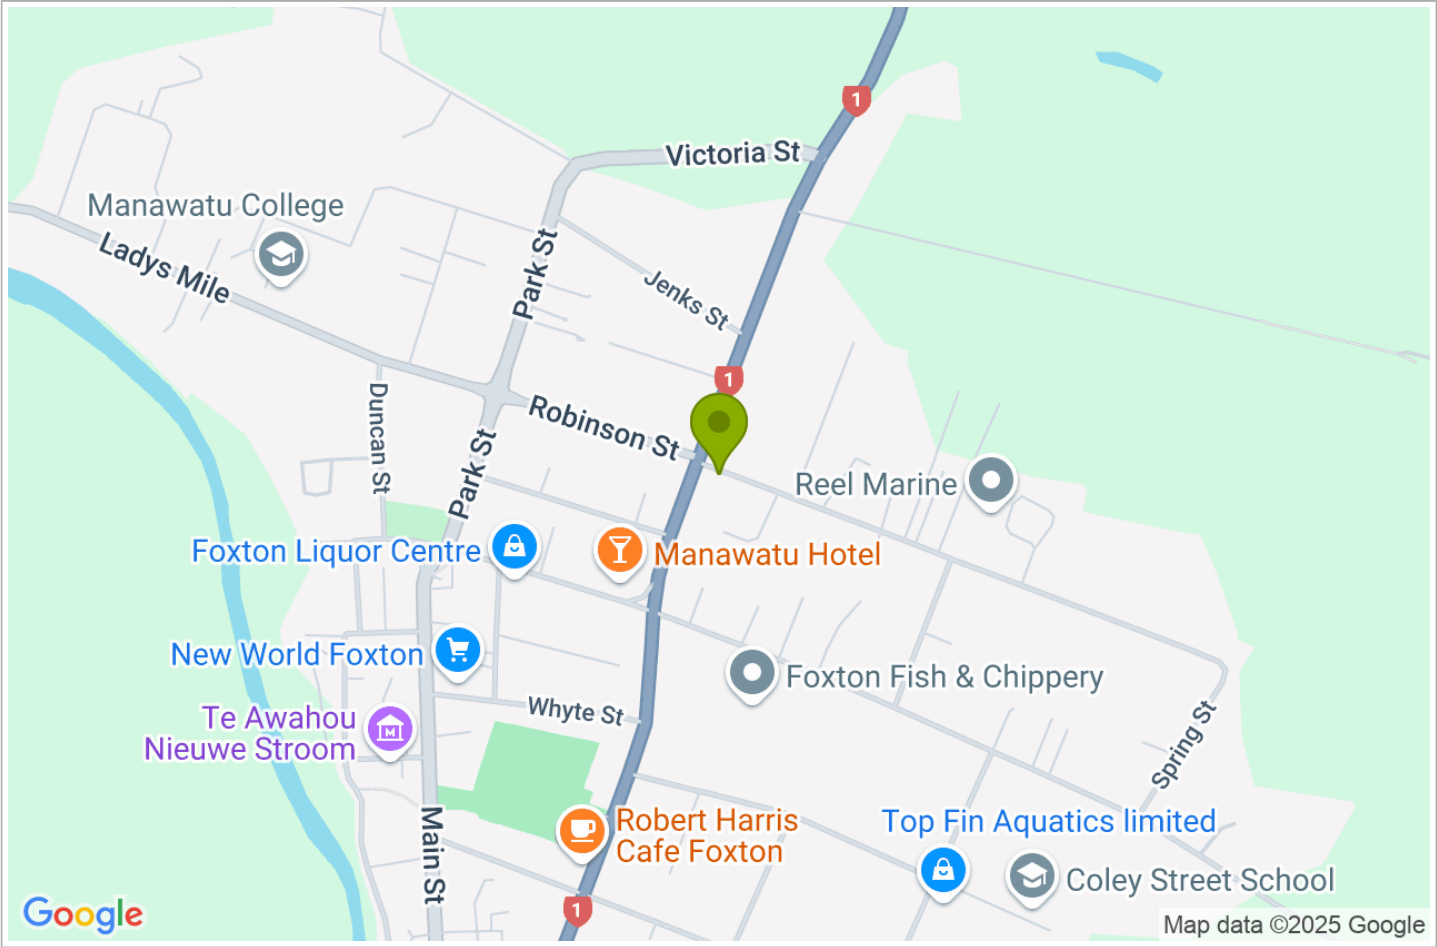 1
Victoria St
Manawatu College
Ladys Mile
Park St
Jenks St
1
Duncan St
Robinson St
Park St
Reel Marine
Foxton Liquor Centre
Manawatu Hotel
New World Foxton
Foxton Fish & Chippery
Te Awahou
Nieuwe Stroom
Whyte St
Spring St
Main St
Robert Harris
Cafe Foxton
Top Fin Aquatics limited
Coley Street School
1
Google
Map data ©2025 Google